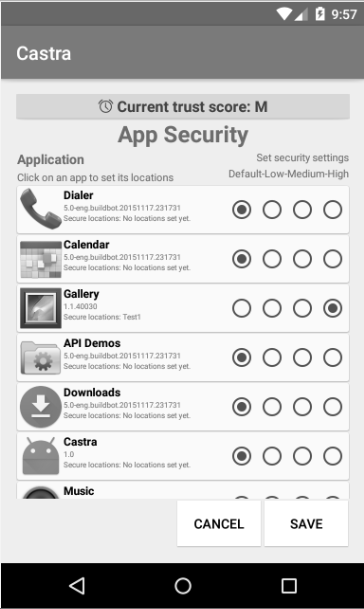 9:57
Castra
Current trust score: M
App Security
Application
Set security settings
Click on an app to set its locations
Default-Low-Medium-High
Dialer
5.0-eng.buildbot.20151117.231731
Secure locations: No locations set yet.
Calendar
5.0-eng.buildbot.20151117.231731
Secure locations: No locations set yet.
Gallery
1.1.40030
Secure locations: Test1
API Demos
5.0-eng.buildbot.20151117.231731
Secure locations: No locations set yet.
Downloads
5.0-eng.buildbot.20151117.231731
Secure locations: No locations set yet.
Castra
1.0
Secure locations: No locations set yet.
Music
CANCEL
SAVE